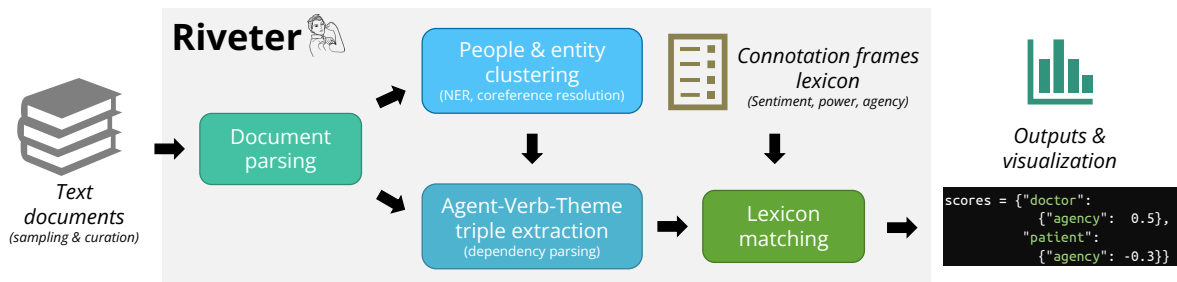 Riveter
Text
documents
(sampling & curation)
Document
parsing
People & entity
clustering
(NER, coreference resolution)
Agent-Verb-Theme
triple extraction
(dependency parsing)
Connotation frames
lexicon
(Sentiment, power, agency)
Lexicon
matching
Outputs &
visualization
scores = {"doctor":
{"agency":  0.5},
"patient":
{"agency": -0.3}}